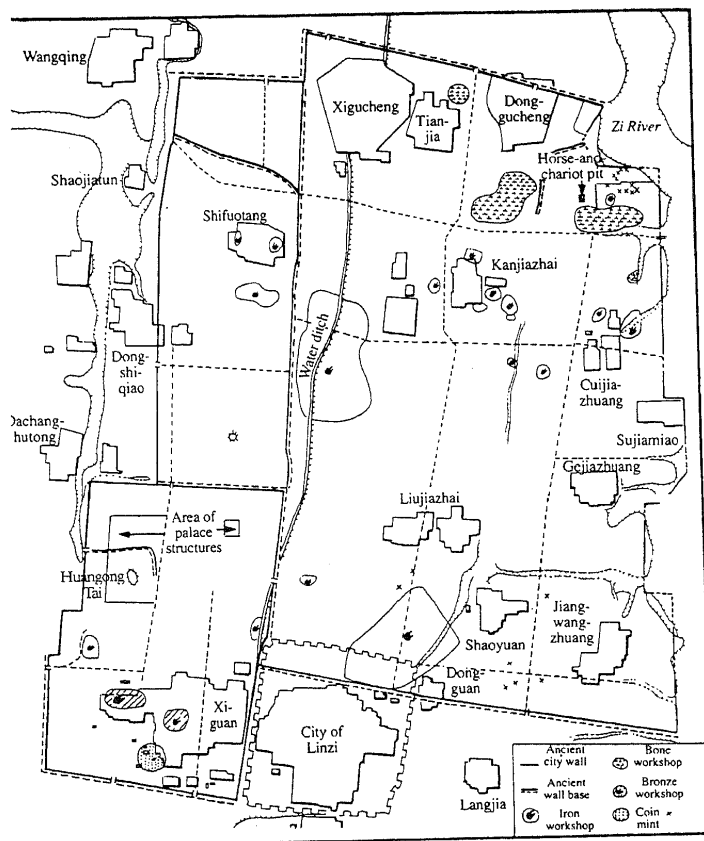 Wangqing
Xigucheng
Tian-
jia
Dong-
gucheng
Zi River
Horse-and
chariot pit
Shaojiatun
Shifuotang
Kanjiazhai
Water ditch
Dong-
shi-
qiao
Cuijia-
zhuang
Dachang-
hutong
Sujiamiao
Gejiazhuang
Liujiazhai
Area of
palace
structures
Huangong
Tai
Jiang-
wang-
zhuang
Shaoyuan
Dong-
guan
Xi-
guan
City of
Linzi
Langjia
Ancient
city wall
Bone
workshop
Ancient
wall base
Bronze
workshop
Iron
workshop
Coin
mint